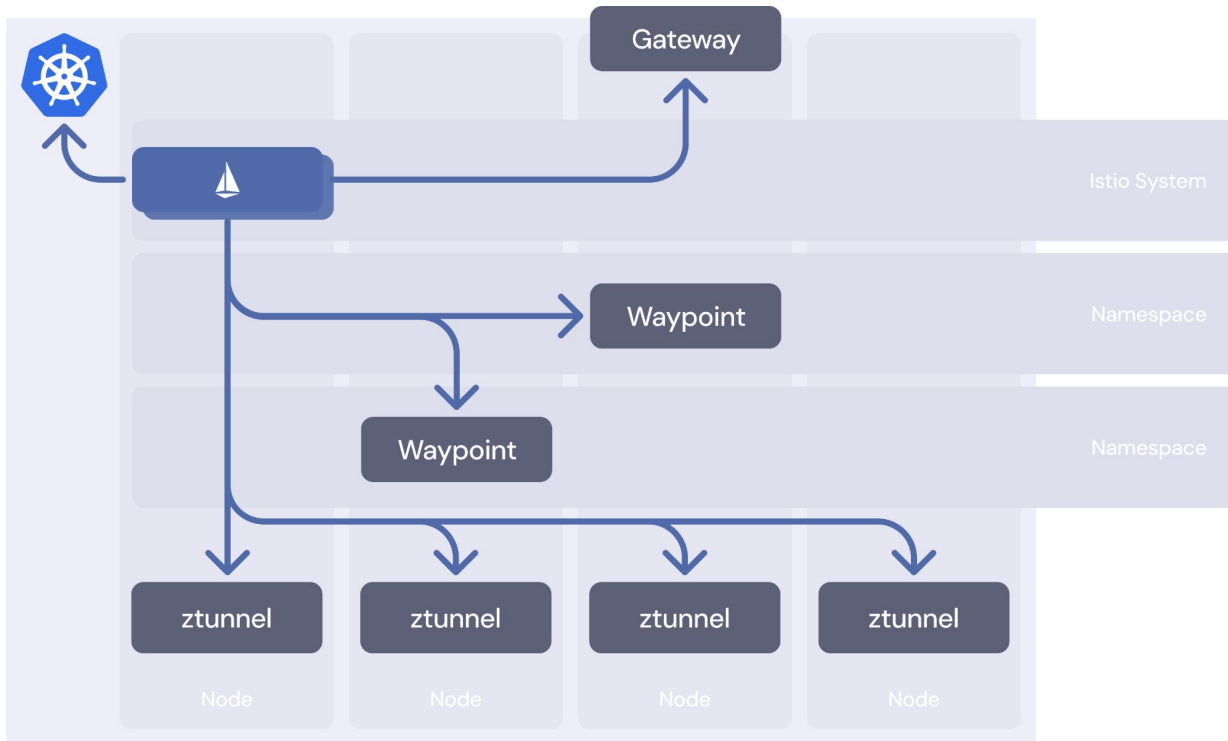 Gateway
Istio System
Waypoint
Namespace
Waypoint
Namespace
ztunnel
ztunnel
ztunnel
ztunnel
Node
Node
Node
Node